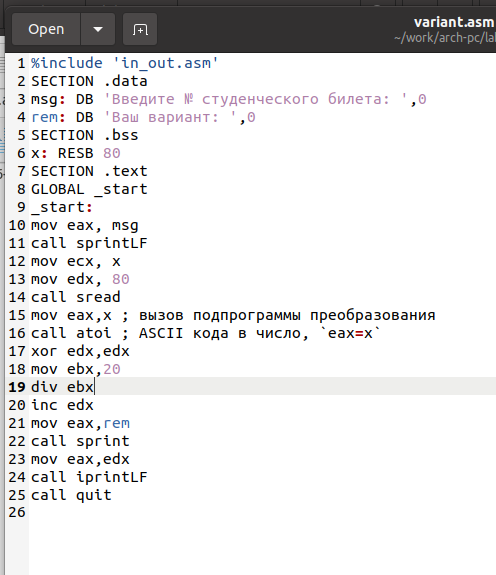 Open
variant.asm
~/work/arch-pc/lab
1 %include 'in_out.asm'
2 SECTION .data
3 msg: DB 'Введите № студенческого билета: ',0
4 rem: DB 'Ваш вариант: ',0
5 SECTION .bss
6 x: RESB 80
7 SECTION .text
8 GLOBAL _start
9 _start:
10 mov eax, msg
11 call sprintLF
12 mov ecx, x
13 mov edx, 80
14 call sread
15 mov eax,x ; вызов подпрограммы преобразования
16 call atoi ; ASCII кода в число, `eax=x`
17 xor edx,edx
18 mov ebx,20
19 div ebx
20 inc edx
21 mov eax,rem
22 call sprint
23 mov eax,edx
24 call iprintLF
25 call quit
26